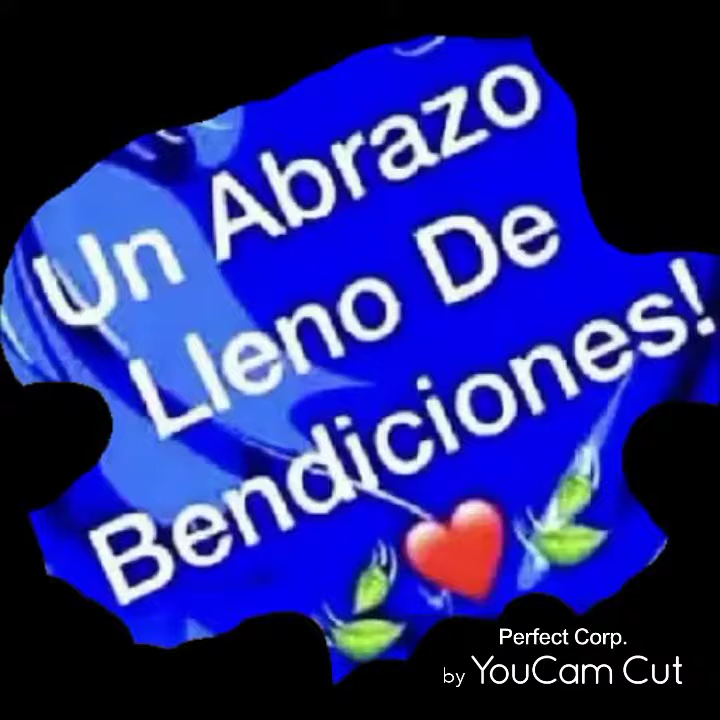 Un Abrazo
Lleno De
Bendiciones!
Perfect Corp.
by YouCam Cut